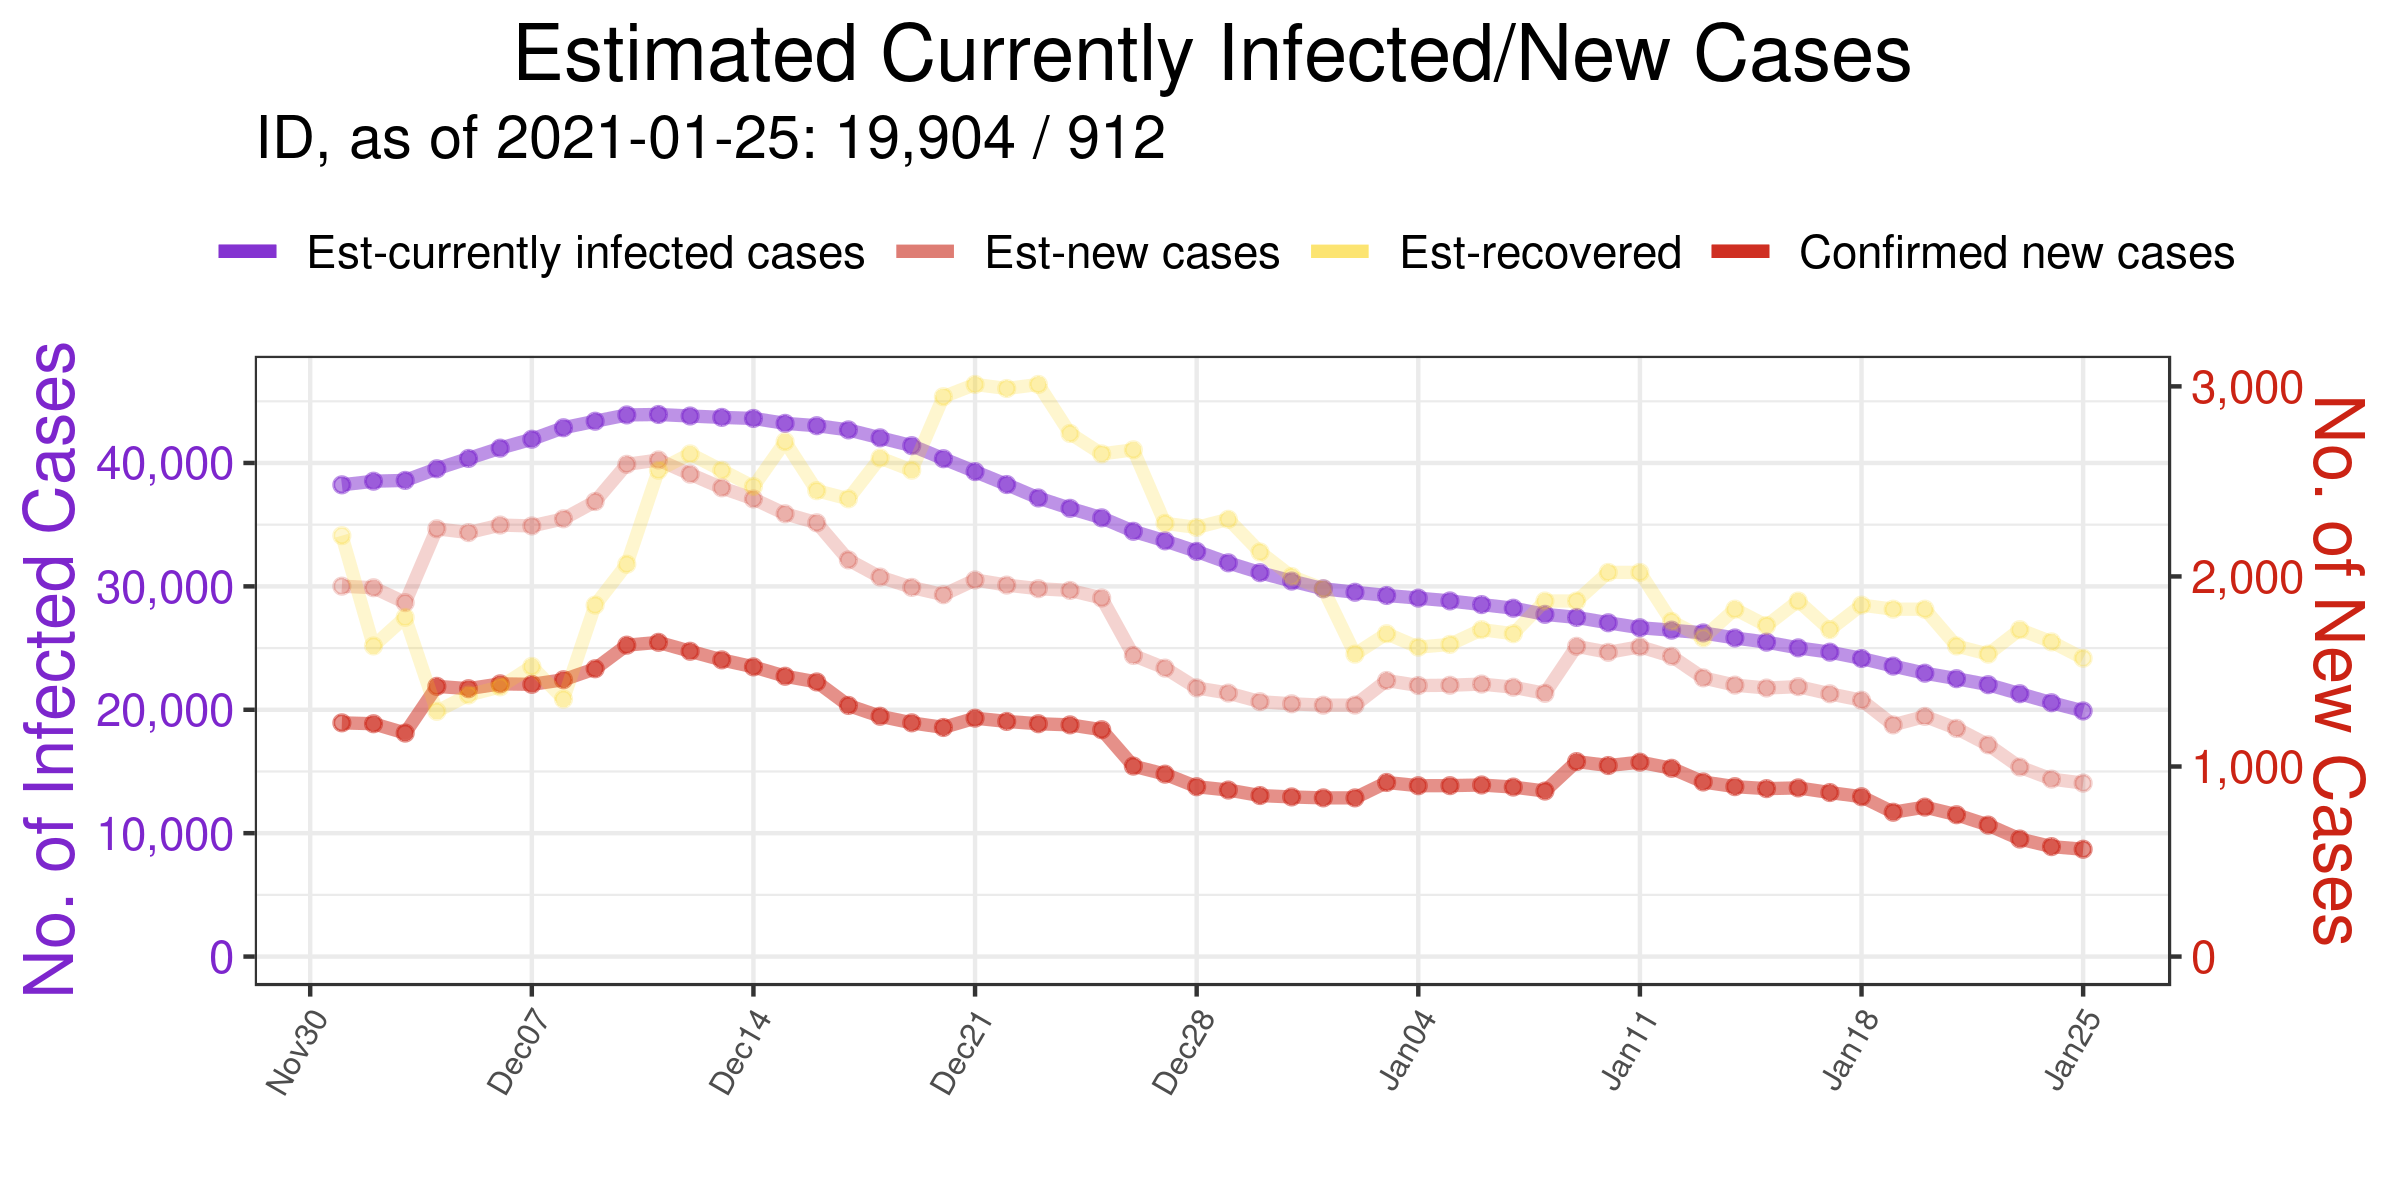 Estimated Currently Infected/New Cases
ID, as of 2021-01-25: 19,904 / 912
Est-currently infected cases Est-new cases Est-recovered Confirmed new cases
No. of Infected Cases
40,000
30,000
20,000
10,000
0
3,000
2,000
1,000
0
No. of New Cases
Nov30 Dec07 Dec14 Dec21 Dec28 Jan04 Jan11 Jan18 Jan25